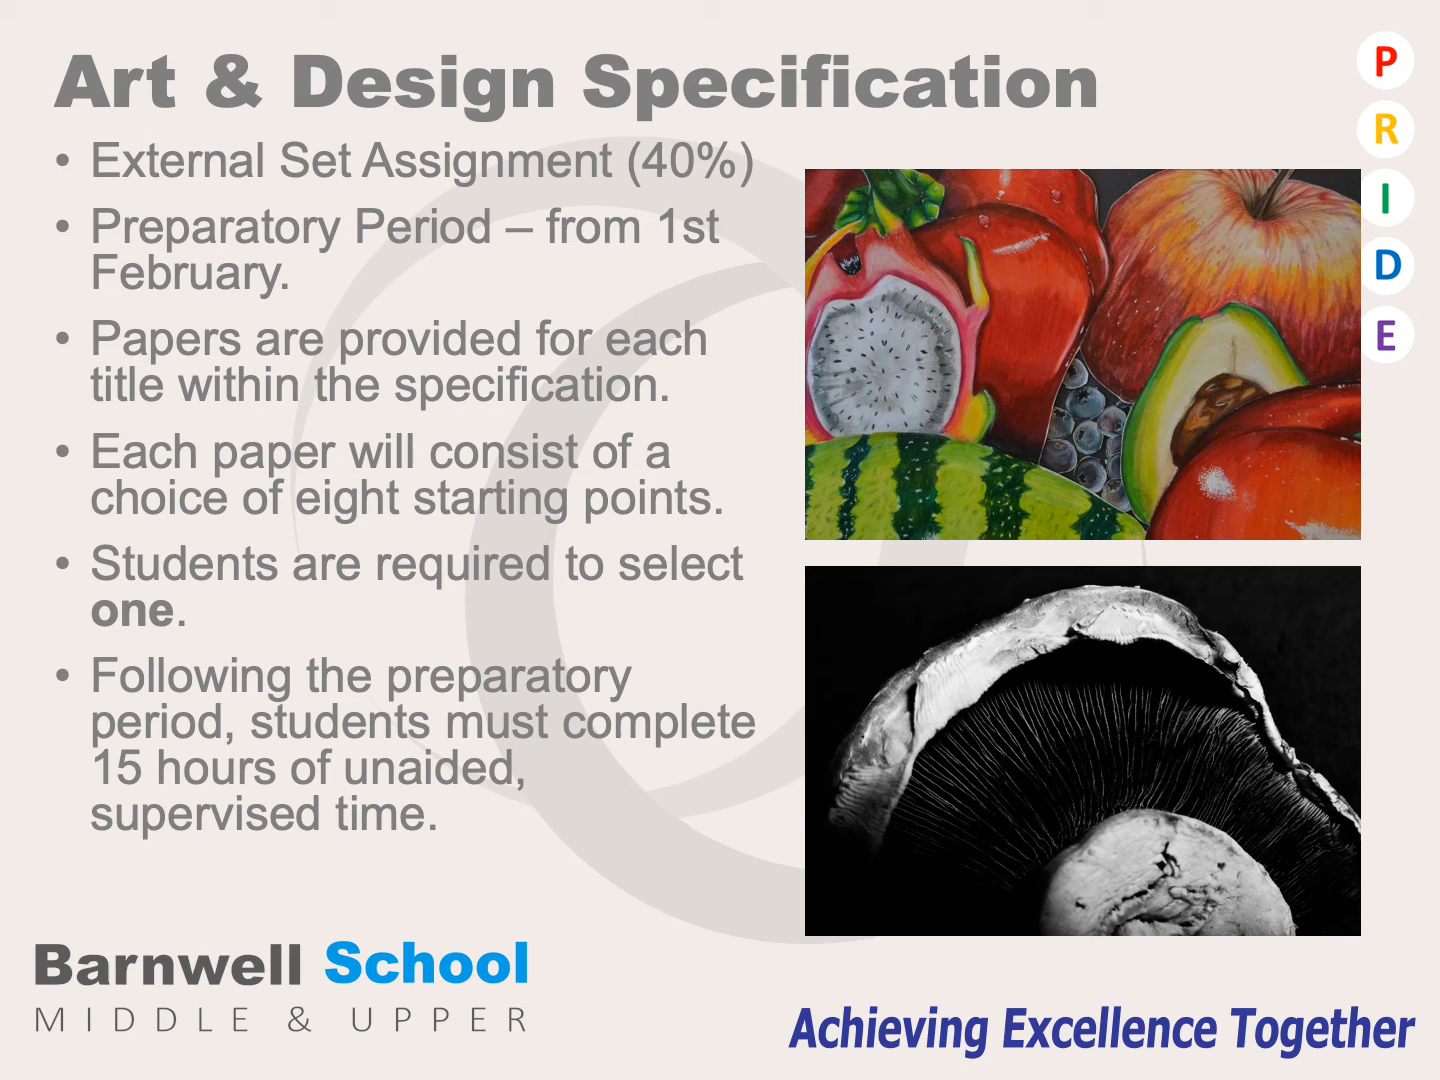 Art & Design Specification
• External Set Assignment (40%)
• Preparatory Period – from 1st
February.
• Papers are provided for each
title within the specification.
• Each paper will consist of a
choice of eight starting points.
• Students are required to select
one.
• Following the preparatory
period, students must complete
15 hours of unaided,
supervised time.
P
R
I
D
E
Barnwell School
MIDDLE & UPPER
Achieving Excellence Together